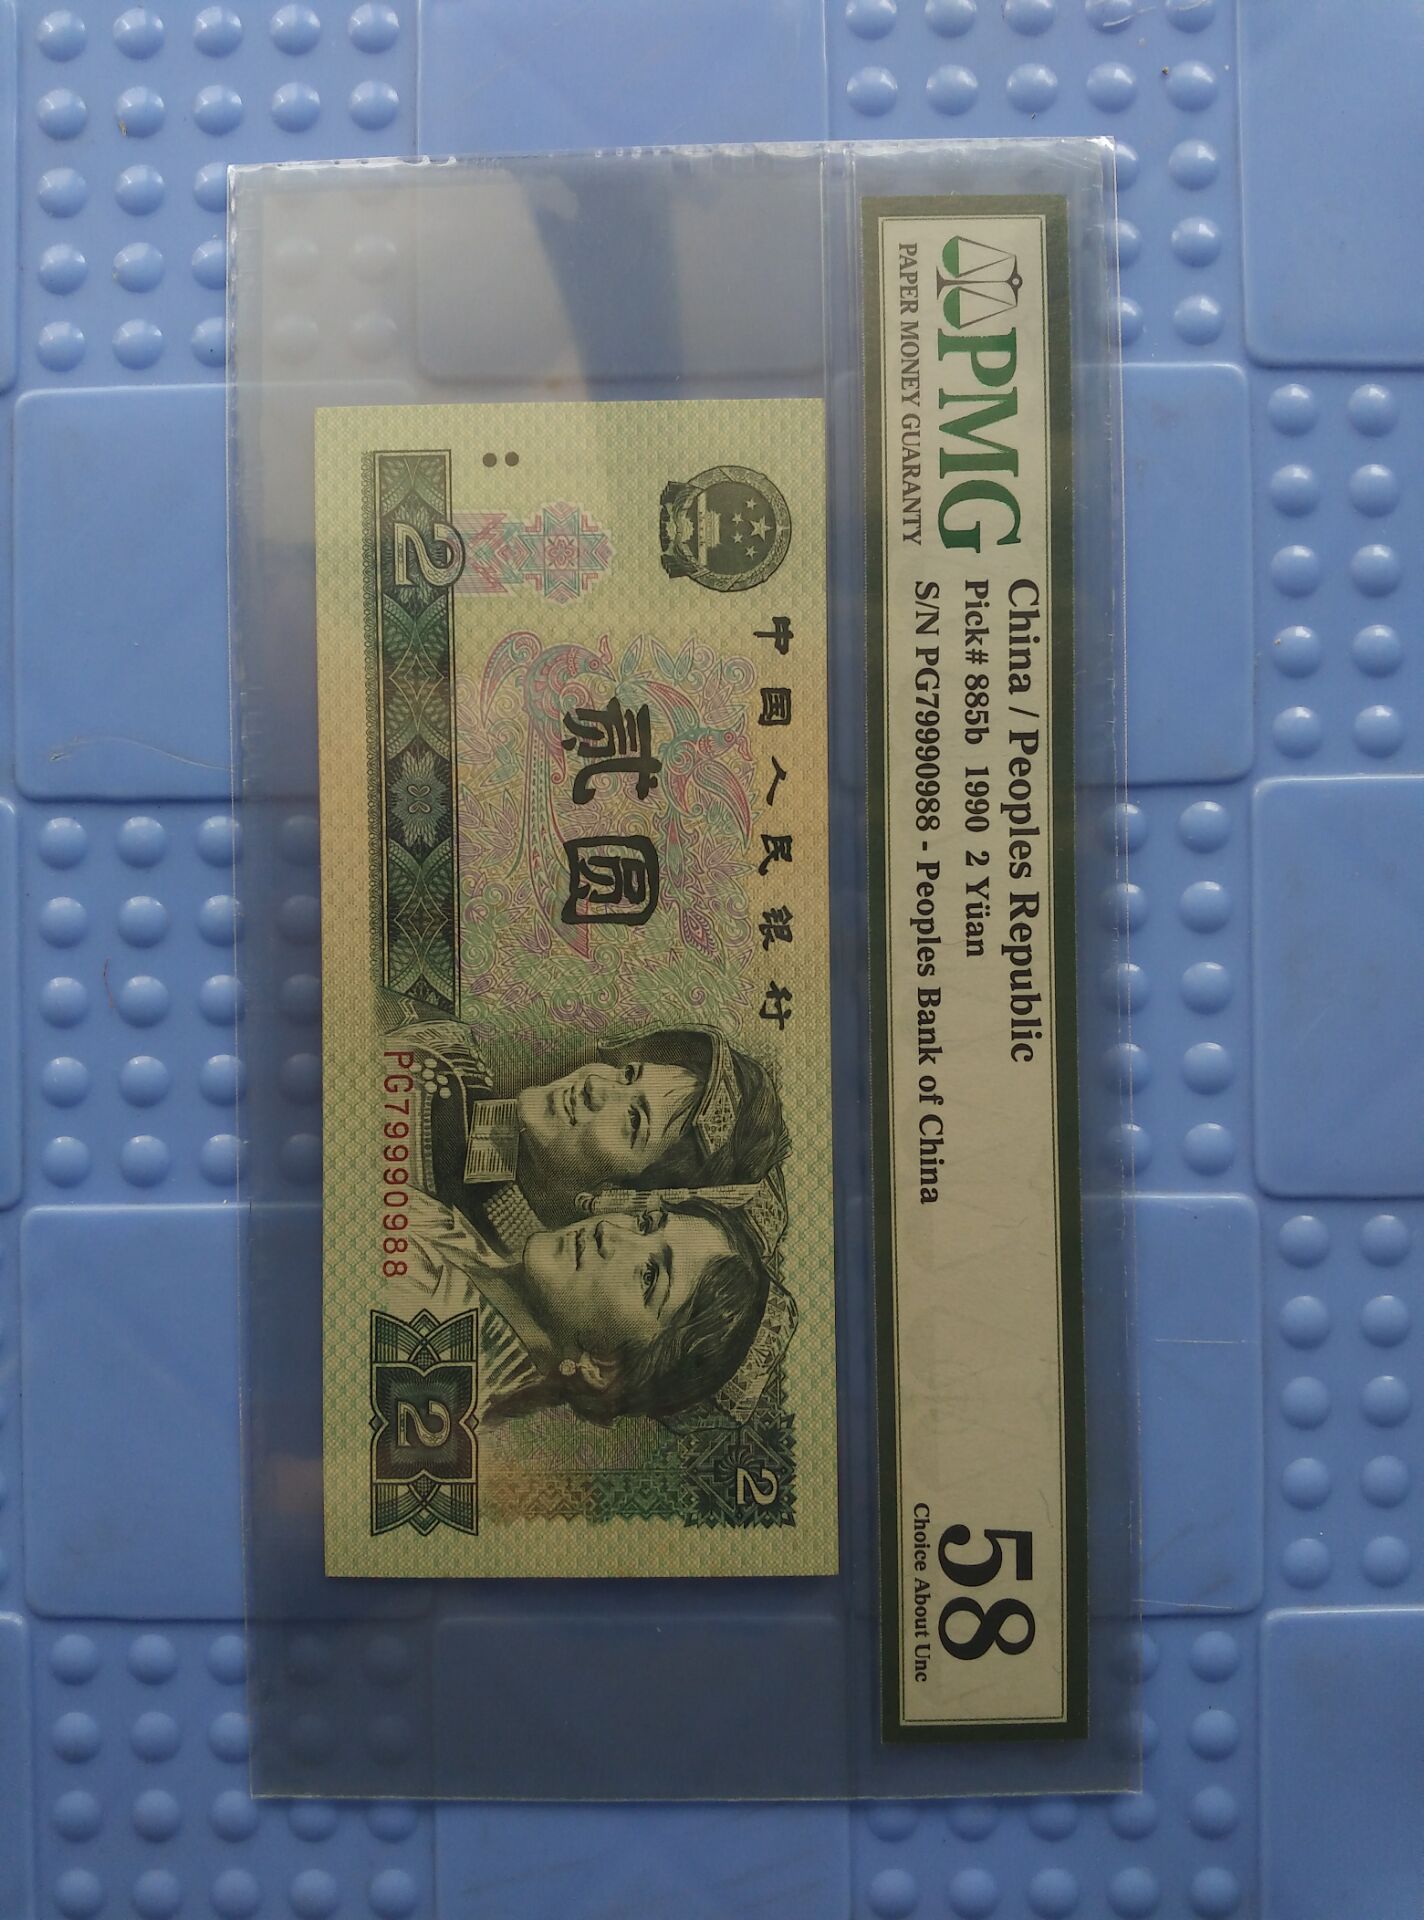 PMG
PAPER MONEY GUARANTY
China / Peoples Republic
Pick# 885b 1990 2 Yüan
S/N PG79990988 - Peoples Bank of China
58
Choice About Unc
中国人民银行
贰圆
2
2
PG79990988
2